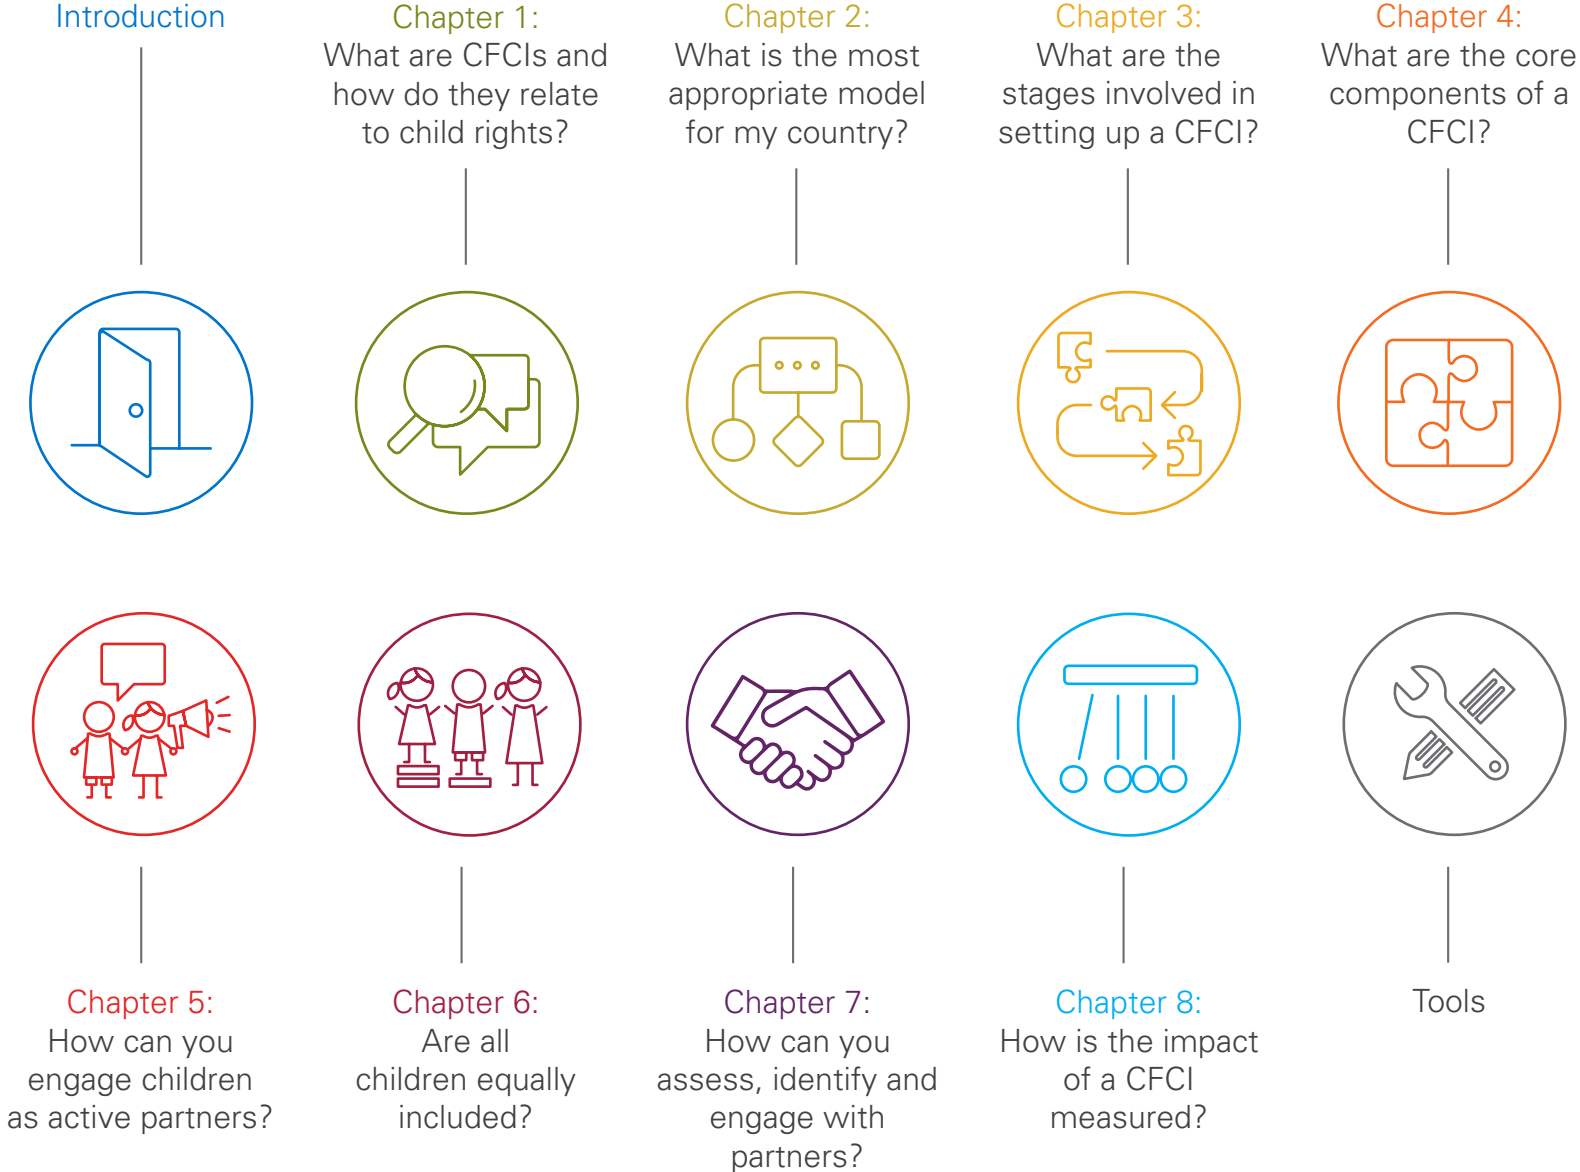 Introduction
Chapter 1:
What are CFCIs and
how do they relate
to child rights?
Chapter 2:
What is the most
appropriate model
for my country?
Chapter 3:
What are the
stages involved in
setting up a CFCI?
Chapter 4:
What are the core
components of a
CFCI?
Chapter 5:
How can you
engage children
as active partners?
Chapter 6:
Are all
children equally
included?
Chapter 7:
How can you
assess, identify and
engage with
partners?
Chapter 8:
How is the impact
of a CFCI
measured?
Tools